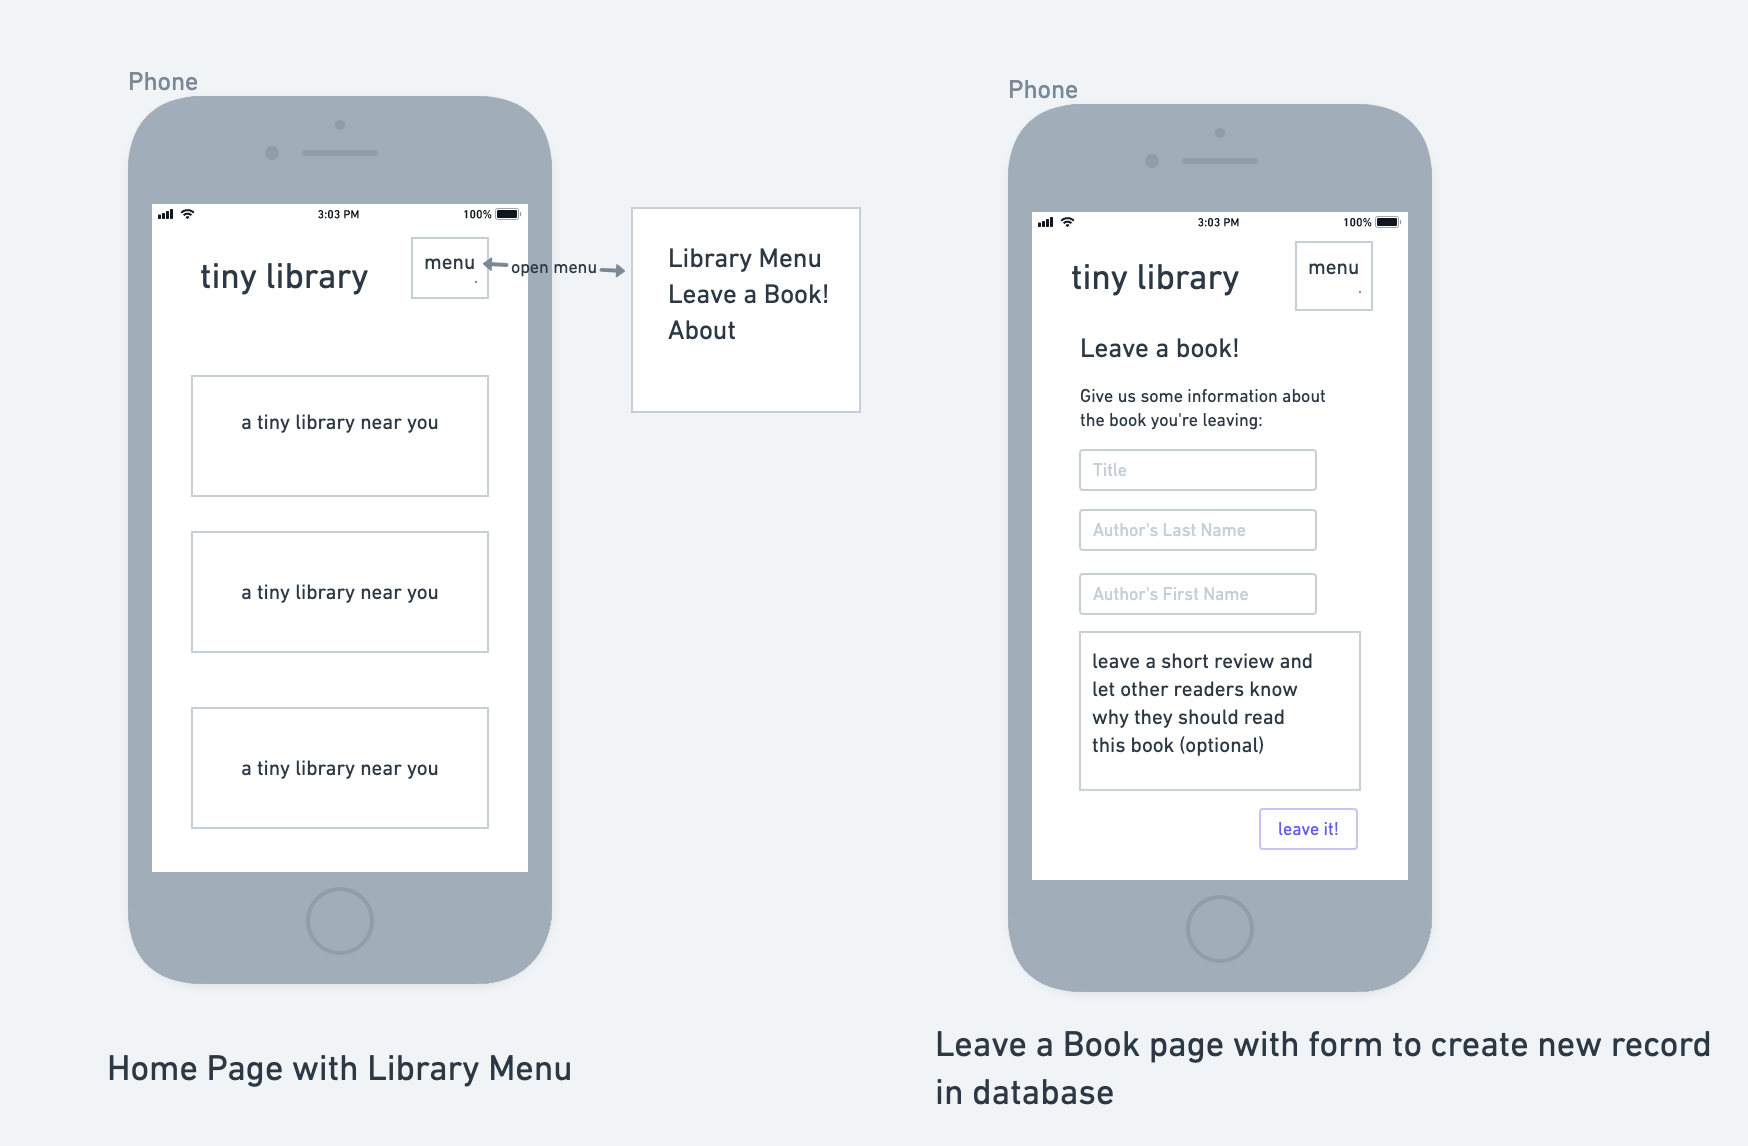 Phone
3:03 PM
100%
tiny library
menu
.
open menu
Library Menu
Leave a Book!
About
a tiny library near you
a tiny library near you
a tiny library near you
Home Page with Library Menu
Phone
3:03 PM
100%
tiny library
menu
.
Leave a book!
Give us some information about
the book you're leaving:
Title
Author's Last Name
Author's First Name
leave a short review and
let other readers know
why they should read
this book (optional)
leave it!
Leave a Book page with form to create new record
in database